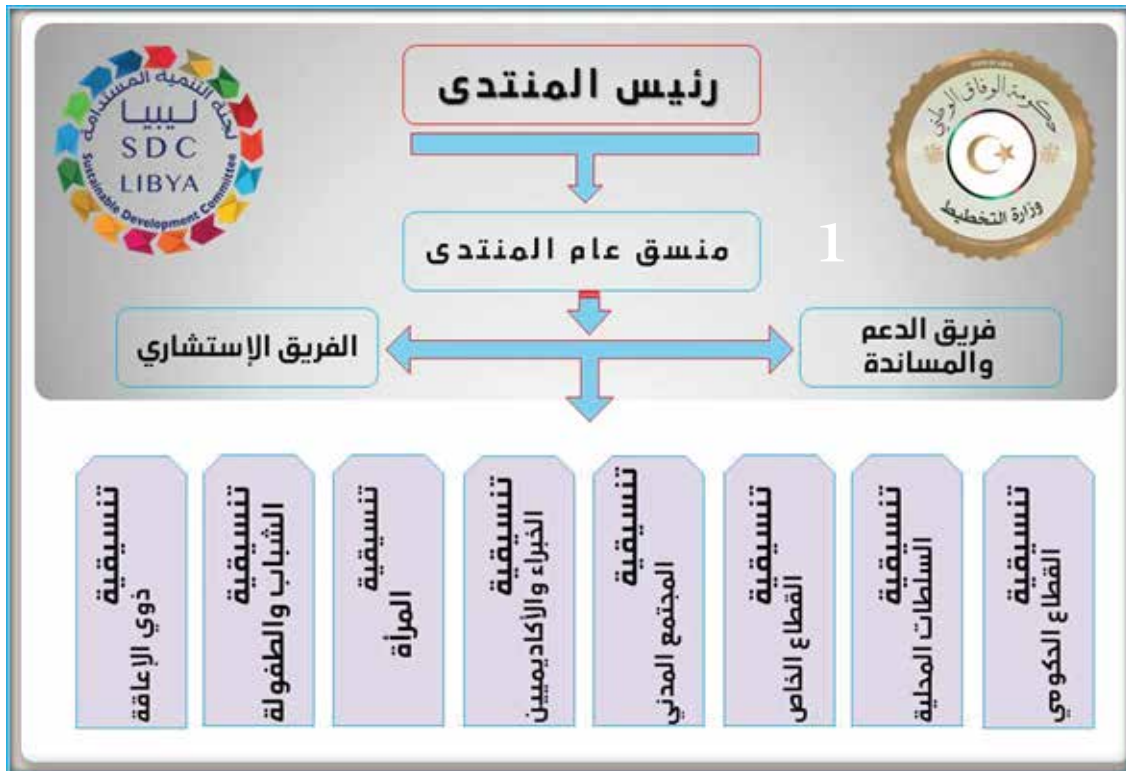 رئيس المنتدى
لجنة التنمية المستدامة
ليبيا
SDC
LIBYA
Sustainable Development Committee
حكومة الوفاق الوطني
وزارة التخطيط
منسق عام المنتدى
1
فريق الدعم
والمساندة
الفريق الإستشاري
تنسيقية
القطاع الحكومي
تنسيقية
السلطات المحلية
تنسيقية
القطاع الخاص
تنسيقية
المجتمع المدني
تنسيقية
الخبراء والأكاديميين
تنسيقية
المرأة
تنسيقية
الشباب والطفولة
تنسيقية
ذوي الإعاقة